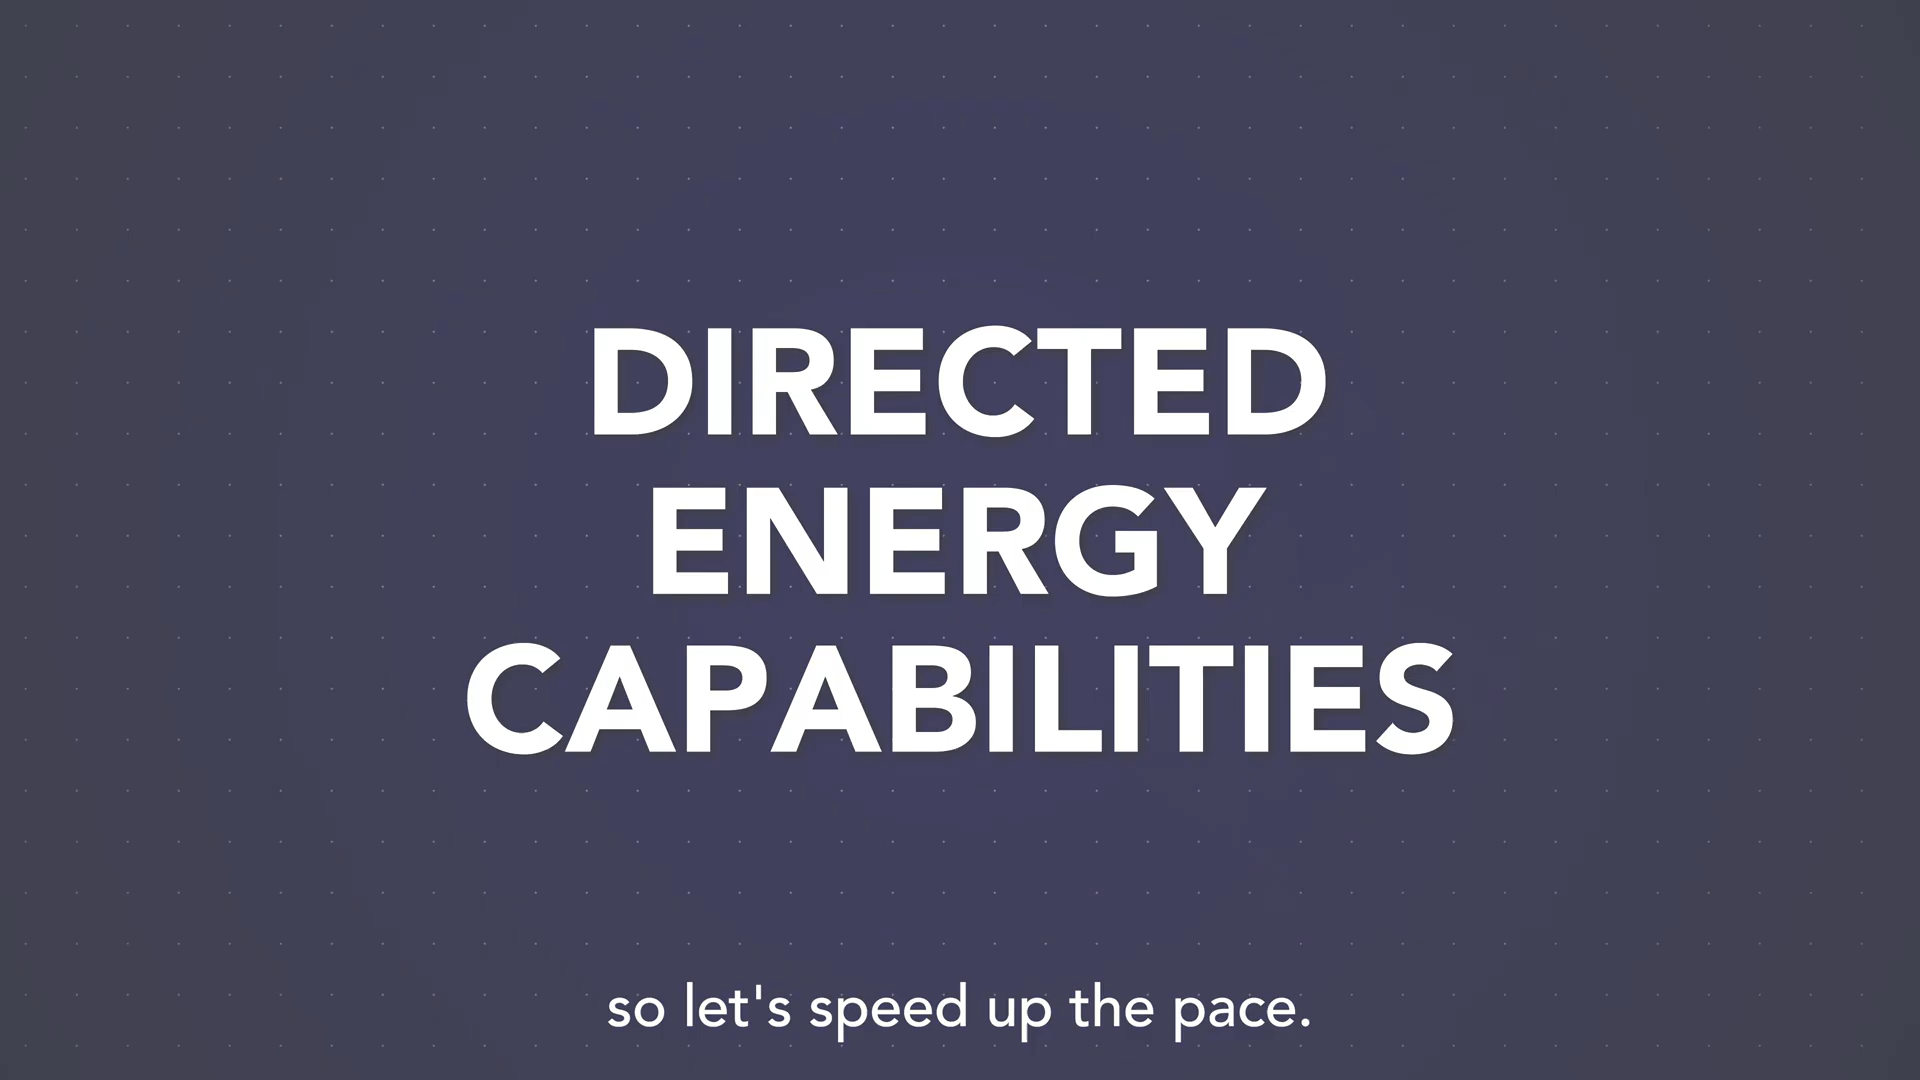 DIRECTED
ENERGY
CAPABILITIES
so let's speed up the pace.